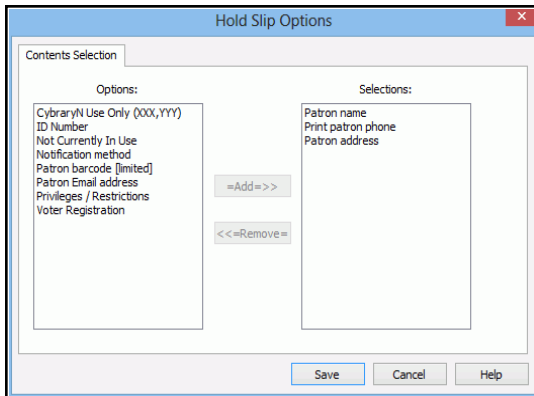 Hold Slip Options
x
Contents Selection
Options:
Selections:
CybraryN Use Only (XXX,YYY)
ID Number
Not Currently In Use
Notification method
Patron barcode [limited]
Patron Email address
Privileges / Restrictions
Voter Registration
=Add=>>
<<=Remove=
Patron name
Print patron phone
Patron address
Save
Cancel
Help